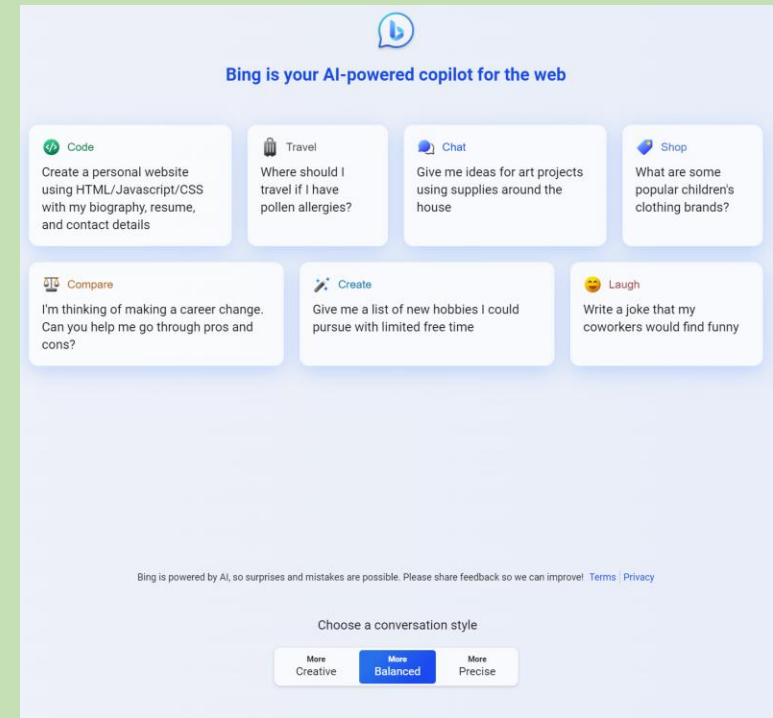 Bing is your AI-powered copilot for the web
Code
Create a personal website
using HTML/Javascript/CSS
with my biography, resume,
and contact details
Travel
Where should I
travel if I have
pollen allergies?
Chat
Give me ideas for art projects
using supplies around the
house
Shop
What are some
popular children's
clothing brands?
Compare
I'm thinking of making a career change.
Can you help me go through pros and
cons?
Create
Give me a list of new hobbies I could
pursue with limited free time
Laugh
Write a joke that my
coworkers would find funny
Bing is powered by AI, so surprises and mistakes are possible. Please share feedback so we can improve! Terms | Privacy
Choose a conversation style
More
Creative
More
Balanced
More
Precise